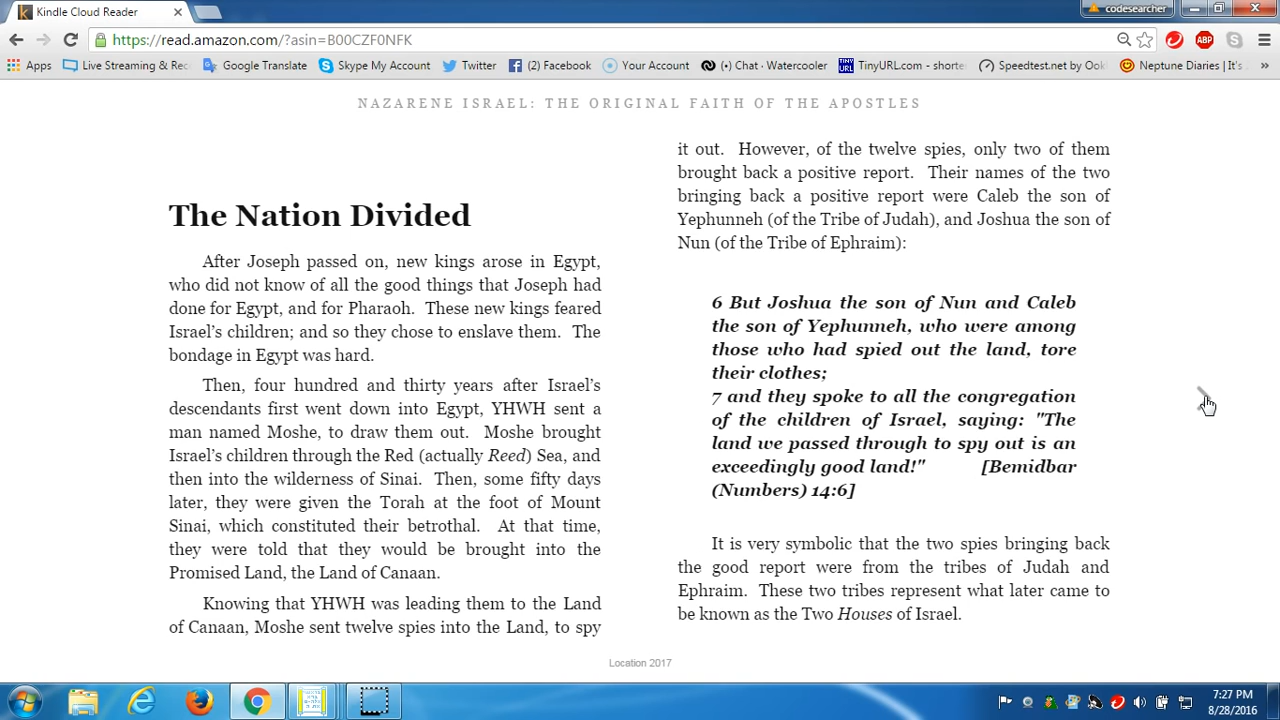 Kindle Cloud Reader
codesearcher
https://read.amazon.com/?asin=B00CZF0NFK
ABP
Apps
Live Streaming & Rec
Google Translate
Skype My Account
Twitter
(2) Facebook
Your Account
(•) Chat · Watercooler
TINY URL
TinyURL.com - shorte
Speedtest.net by Ook
Neptune Diaries | It's
»
NAZARENE ISRAEL: THE ORIGINAL FAITH OF THE APOSTLES
The Nation Divided
After Joseph passed on, new kings arose in Egypt,
who did not know of all the good things that Joseph had
done for Egypt, and for Pharaoh. These new kings feared
Israel's children; and so they chose to enslave them. The
bondage in Egypt was hard.
Then, four hundred and thirty years after Israel's
descendants first went down into Egypt, YHWH sent a
man named Moshe, to draw them out. Moshe brought
Israel's children through the Red (actually Reed) Sea, and
then into the wilderness of Sinai. Then, some fifty days
later, they were given the Torah at the foot of Mount
Sinai, which constituted their betrothal. At that time,
they were told that they would be brought into the
Promised Land, the Land of Canaan.
Knowing that YHWH was leading them to the Land
of Canaan, Moshe sent twelve spies into the Land, to spy
it out. However, of the twelve spies, only two of them
brought back a positive report. Their names of the two
bringing back a positive report were Caleb the son of
Yephunneh (of the Tribe of Judah), and Joshua the son of
Nun (of the Tribe of Ephraim):
6 But Joshua the son of Nun and Caleb
the son of Yephunneh, who were among
those who had spied out the land, tore
their clothes;
7 and they spoke to all the congregation
of the children of Israel, saying: "The
land we passed through to spy out is an
exceedingly good land!" [Bemidbar
(Numbers) 14:6]
It is very symbolic that the two spies bringing back
the good report were from the tribes of Judah and
Ephraim. These two tribes represent what later came to
be known as the Two Houses of Israel.
Location 2017
7:27 PM
8/28/2016